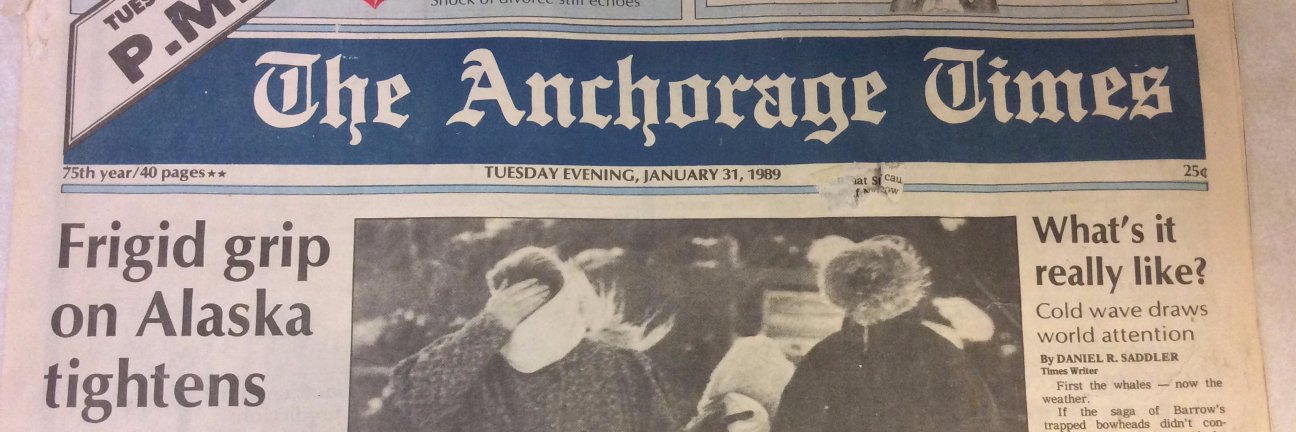 TUES
P.M.
Shock of divorce still echoes
The Anchorage Times
75th year/40 pages★★
TUESDAY EVENING, JANUARY 31, 1989
25¢
Frigid grip
on Alaska
tightens
What's it
really like?
Cold wave draws
world attention
By DANIEL R. SADDLER
Times Writer
First the whales — now the
weather.
If the saga of Barrow's
trapped bowheads didn't con-